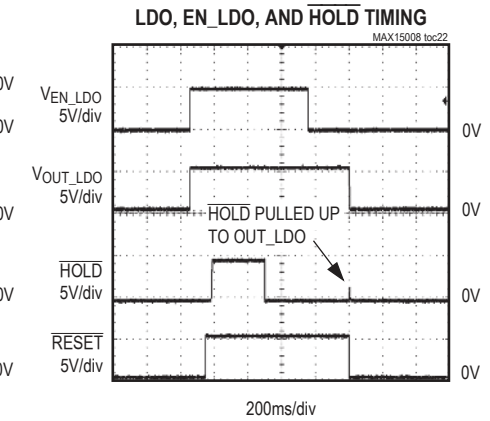 LDO, EN_LDO, AND HOLD TIMING
MAX15008 toc22
0V
VEN_LDO
5V/div
0V
0V
VOUT_LDO
5V/div
0V
0V
HOLD PULLED UP
TO OUT_LDO
HOLD
5V/div
0V
0V
RESET
5V/div
0V
0V
200ms/div